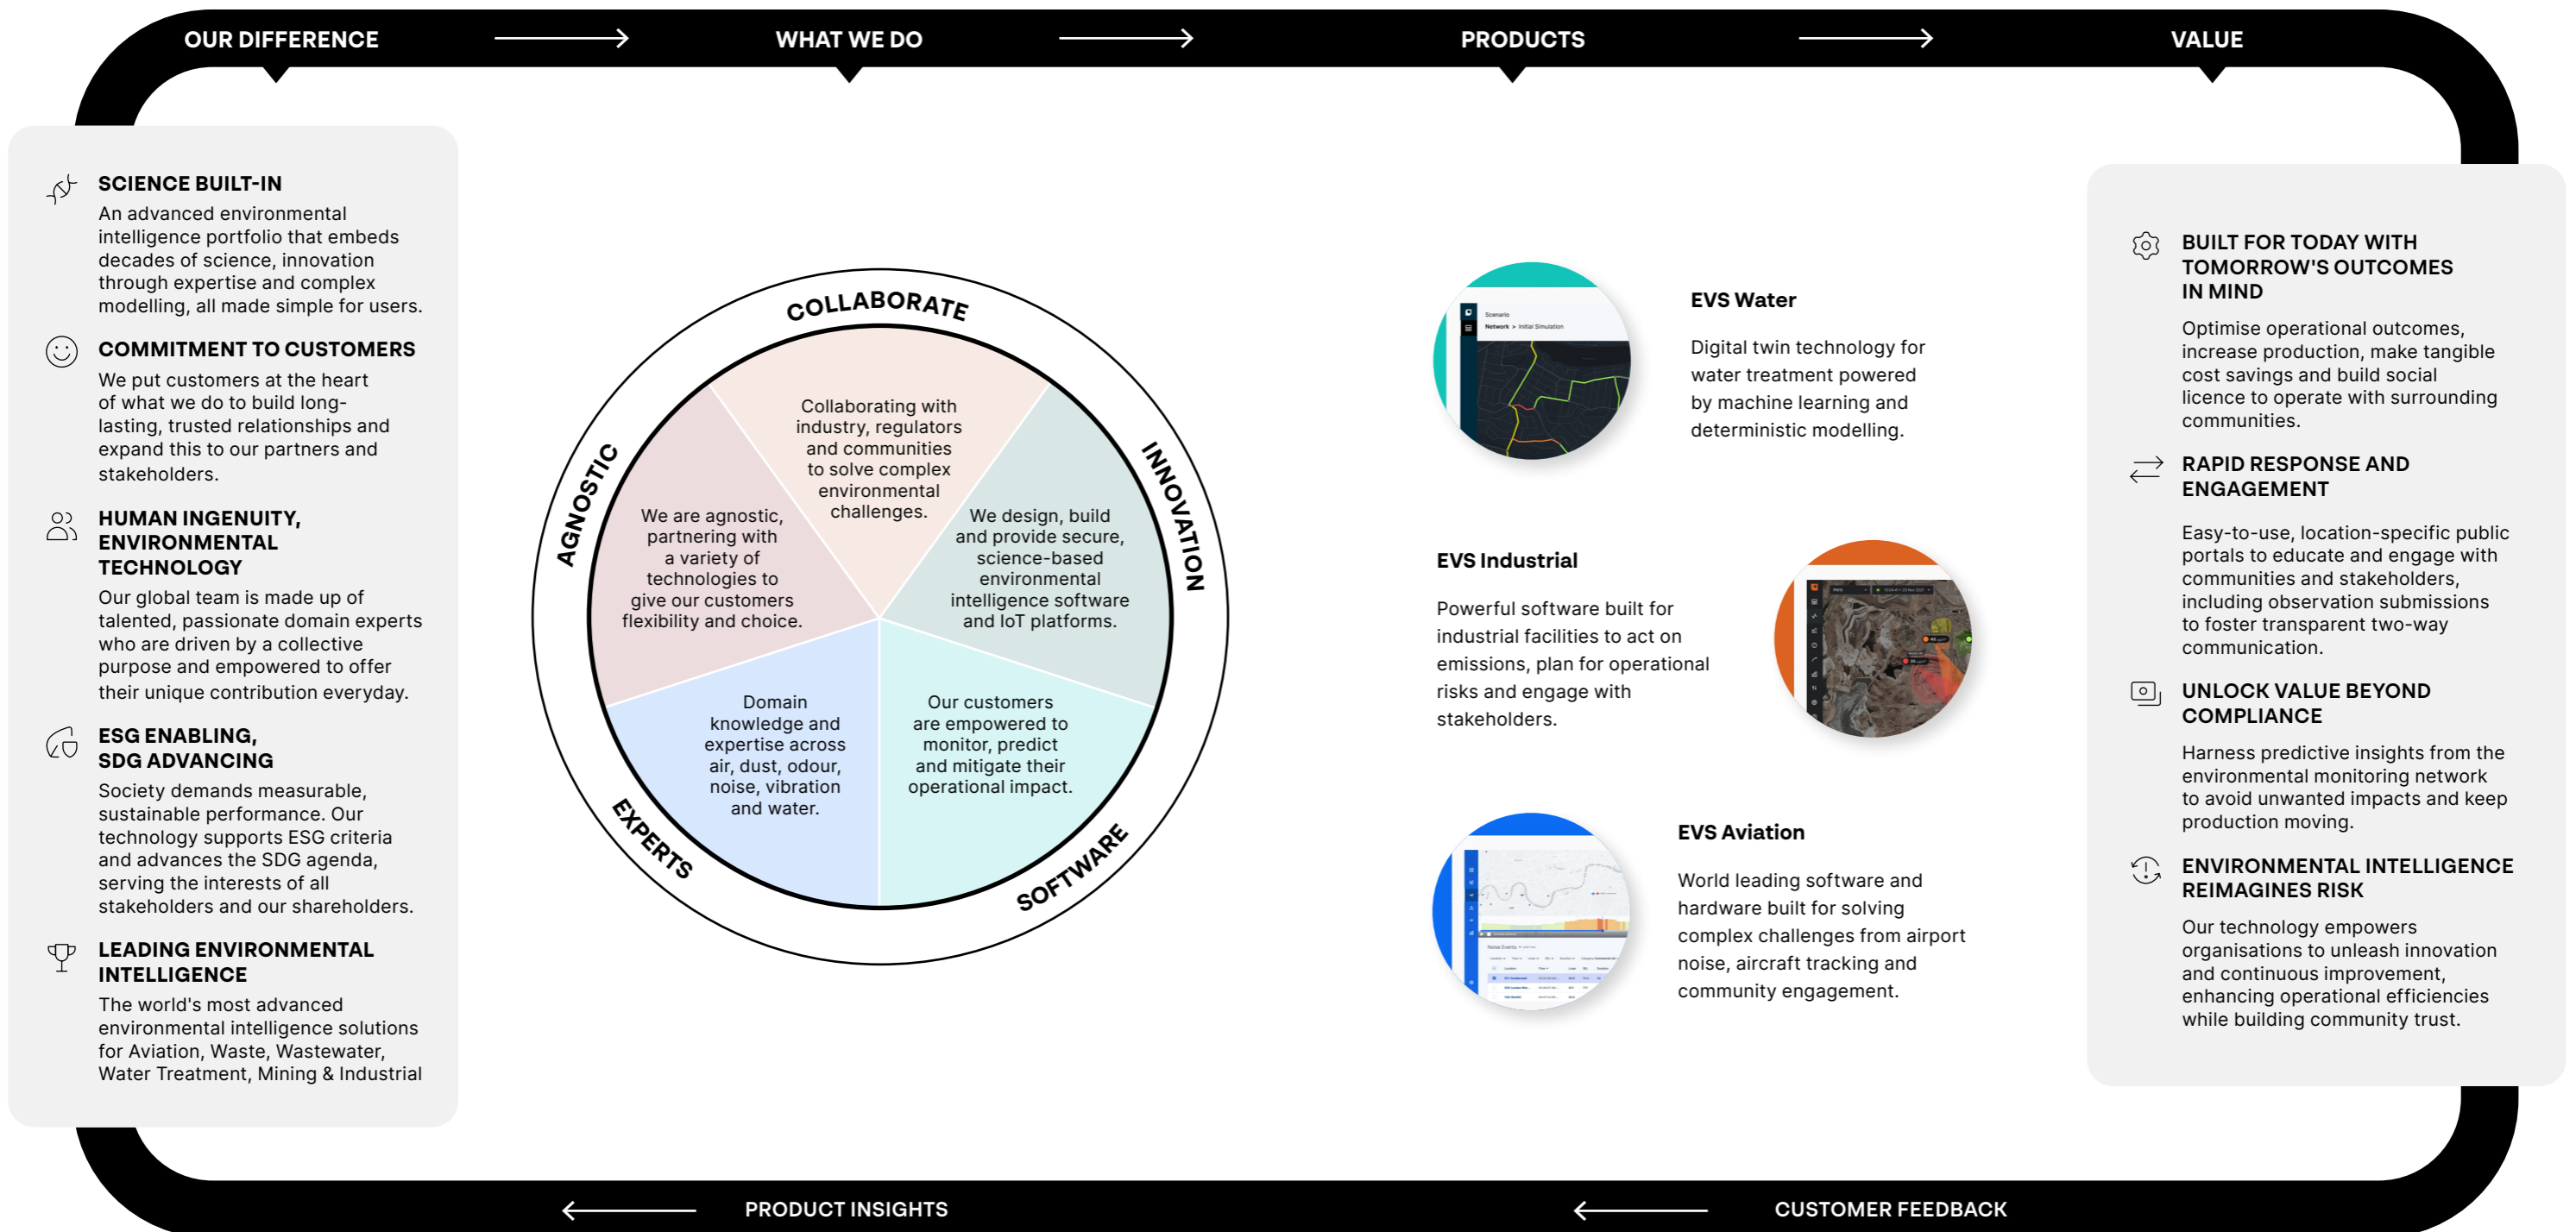 OUR DIFFERENCE
WHAT WE DO
PRODUCTS
VALUE
SCIENCE BUILT-IN
An advanced environmental
intelligence portfolio that embeds
decades of science, innovation
through expertise and complex
modelling, all made simple for users.
COMMITMENT TO CUSTOMERS
We put customers at the heart
of what we do to build long-
lasting, trusted relationships and
expand this to our partners and
stakeholders.
HUMAN INGENUITY,
ENVIRONMENTAL
TECHNOLOGY
Our global team is made up of
talented, passionate domain experts
who are driven by a collective
purpose and empowered to offer
their unique contribution everyday.
ESG ENABLING,
SDG ADVANCING
Society demands measurable,
sustainable performance. Our
technology supports ESG criteria
and advances the SDG agenda,
serving the interests of all
stakeholders and our shareholders.
LEADING ENVIRONMENTAL
INTELLIGENCE
The world's most advanced
environmental intelligence solutions
for Aviation, Waste, Wastewater,
Water Treatment, Mining & Industrial
COLLABORATE
Collaborating with
industry, regulators
and communities
to solve complex
environmental
challenges.
INNOVATION
We design, build
and provide secure,
science-based
environmental
intelligence software
and IoT platforms.
SOFTWARE
Our customers
are empowered to
monitor, predict
and mitigate their
operational impact.
EXPERTS
Domain
knowledge and
expertise across
air, dust, odour,
noise, vibration
and water.
AGNOSTIC
We are agnostic,
partnering with
a variety of
technologies to
give our customers
flexibility and choice.
Scenario
Network > Initial Simulation
EVS Water
Digital twin technology for
water treatment powered
by machine learning and
deterministic modelling.
EVS Industrial
Powerful software built for
industrial facilities to act on
emissions, plan for operational
risks and engage with
stakeholders.
EVS Aviation
World leading software and
hardware built for solving
complex challenges from airport
noise, aircraft tracking and
community engagement.
Noise Events
BUILT FOR TODAY WITH
TOMORROW'S OUTCOMES
IN MIND
Optimise operational outcomes,
increase production, make tangible
cost savings and build social
licence to operate with surrounding
communities.
RAPID RESPONSE AND
ENGAGEMENT
Easy-to-use, location-specific public
portals to educate and engage with
communities and stakeholders,
including observation submissions
to foster transparent two-way
communication.
UNLOCK VALUE BEYOND
COMPLIANCE
Harness predictive insights from the
environmental monitoring network
to avoid unwanted impacts and keep
production moving.
ENVIRONMENTAL INTELLIGENCE
REIMAGINES RISK
Our technology empowers
organisations to unleash innovation
and continuous improvement,
enhancing operational efficiencies
while building community trust.
PRODUCT INSIGHTS
CUSTOMER FEEDBACK